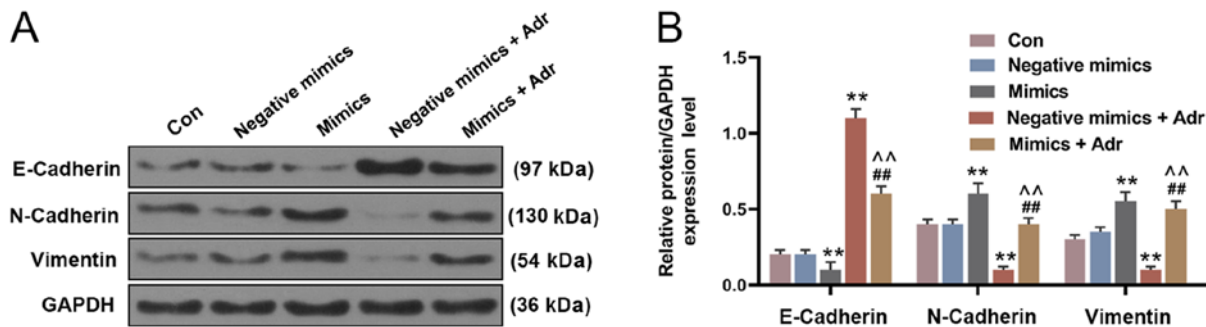 A
Con
Negative mimics
Mimics
Negative mimics + Adr
Mimics + Adr
E-Cadherin
(97 kDa)
N-Cadherin
(130 kDa)
Vimentin
(54 kDa)
GAPDH
(36 kDa)
B
Relative protein/GAPDH
expression level
1.5
1.0
0.5
0.0
Con
Negative mimics
Mimics
Negative mimics + Adr
Mimics + Adr
**
**
^^
##
**
**
^^
##
**
**
^^
##
E-Cadherin
N-Cadherin
Vimentin